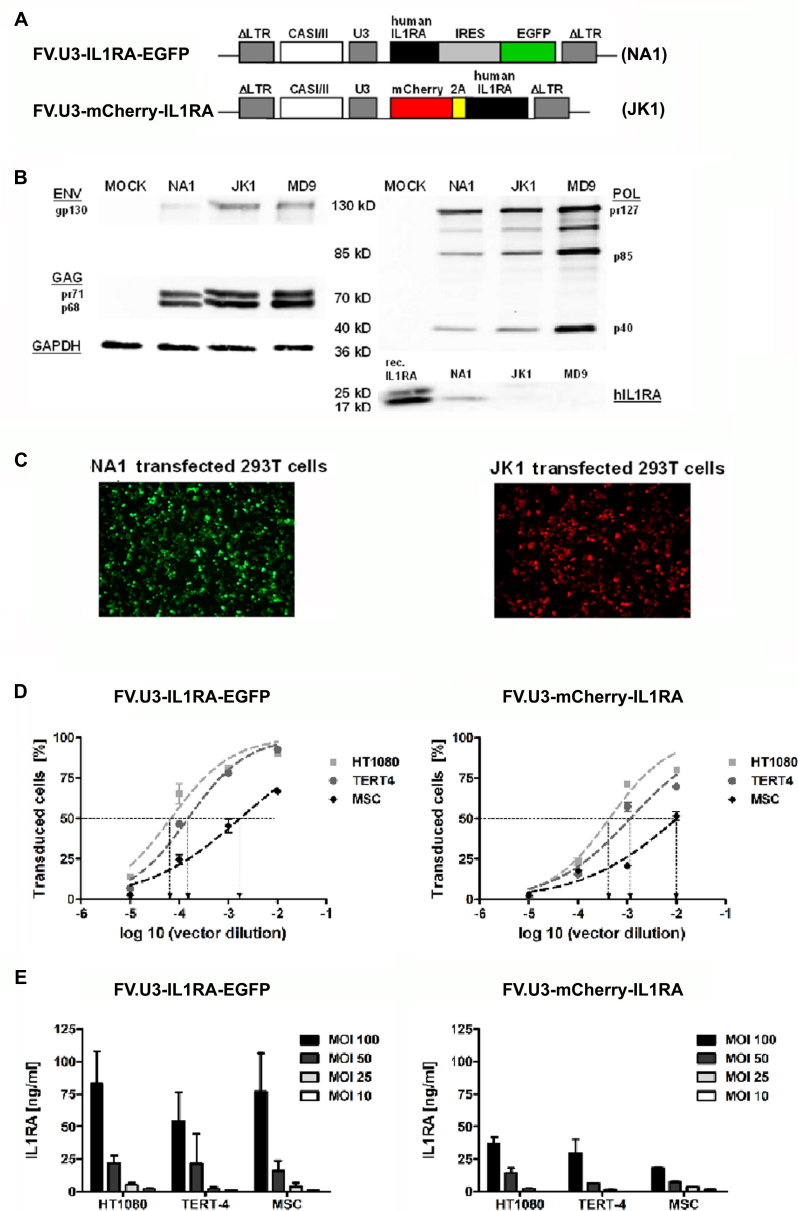 A
ΔLTR CASI/II U3 human IL1RA IRES EGFP ΔLTR
FV.U3-IL1RA-EGFP (NA1)
ΔLTR CASI/II U3 mCherry 2A human IL1RA ΔLTR
FV.U3-mCherry-IL1RA (JK1)
B
ENV MOCK NA1 JK1 MD9
gp130
GAG
pr71
p68
GAPDH
130 kD
85 kD
70 kD
40 kD
36 kD
25 kD
17 kD
MOCK NA1 JK1 MD9 POL
pr127
p85
p40
rec. IL1RA NA1 JK1 MD9
hIL1RA
C
NA1 transfected 293T cells
JK1 transfected 293T cells
D
FV.U3-IL1RA-EGFP
Transduced cells [%]
100
75
50
25
0
-6 -5 -4 -3 -2 -1
log 10 (vector dilution)
HT1080
TERT4
MSC
FV.U3-mCherry-IL1RA
Transduced cells [%]
100
75
50
25
0
-6 -5 -4 -3 -2 -1
log 10 (vector dilution)
HT1080
TERT4
MSC
E
FV.U3-IL1RA-EGFP
IL1RA [ng/ml]
125
100
75
50
25
0
HT1080 TERT-4 MSC
MOI 100
MOI 50
MOI 25
MOI 10
FV.U3-mCherry-IL1RA
IL1RA [ng/ml]
125
100
75
50
25
0
HT1080 TERT-4 MSC
MOI 100
MOI 50
MOI 25
MOI 10